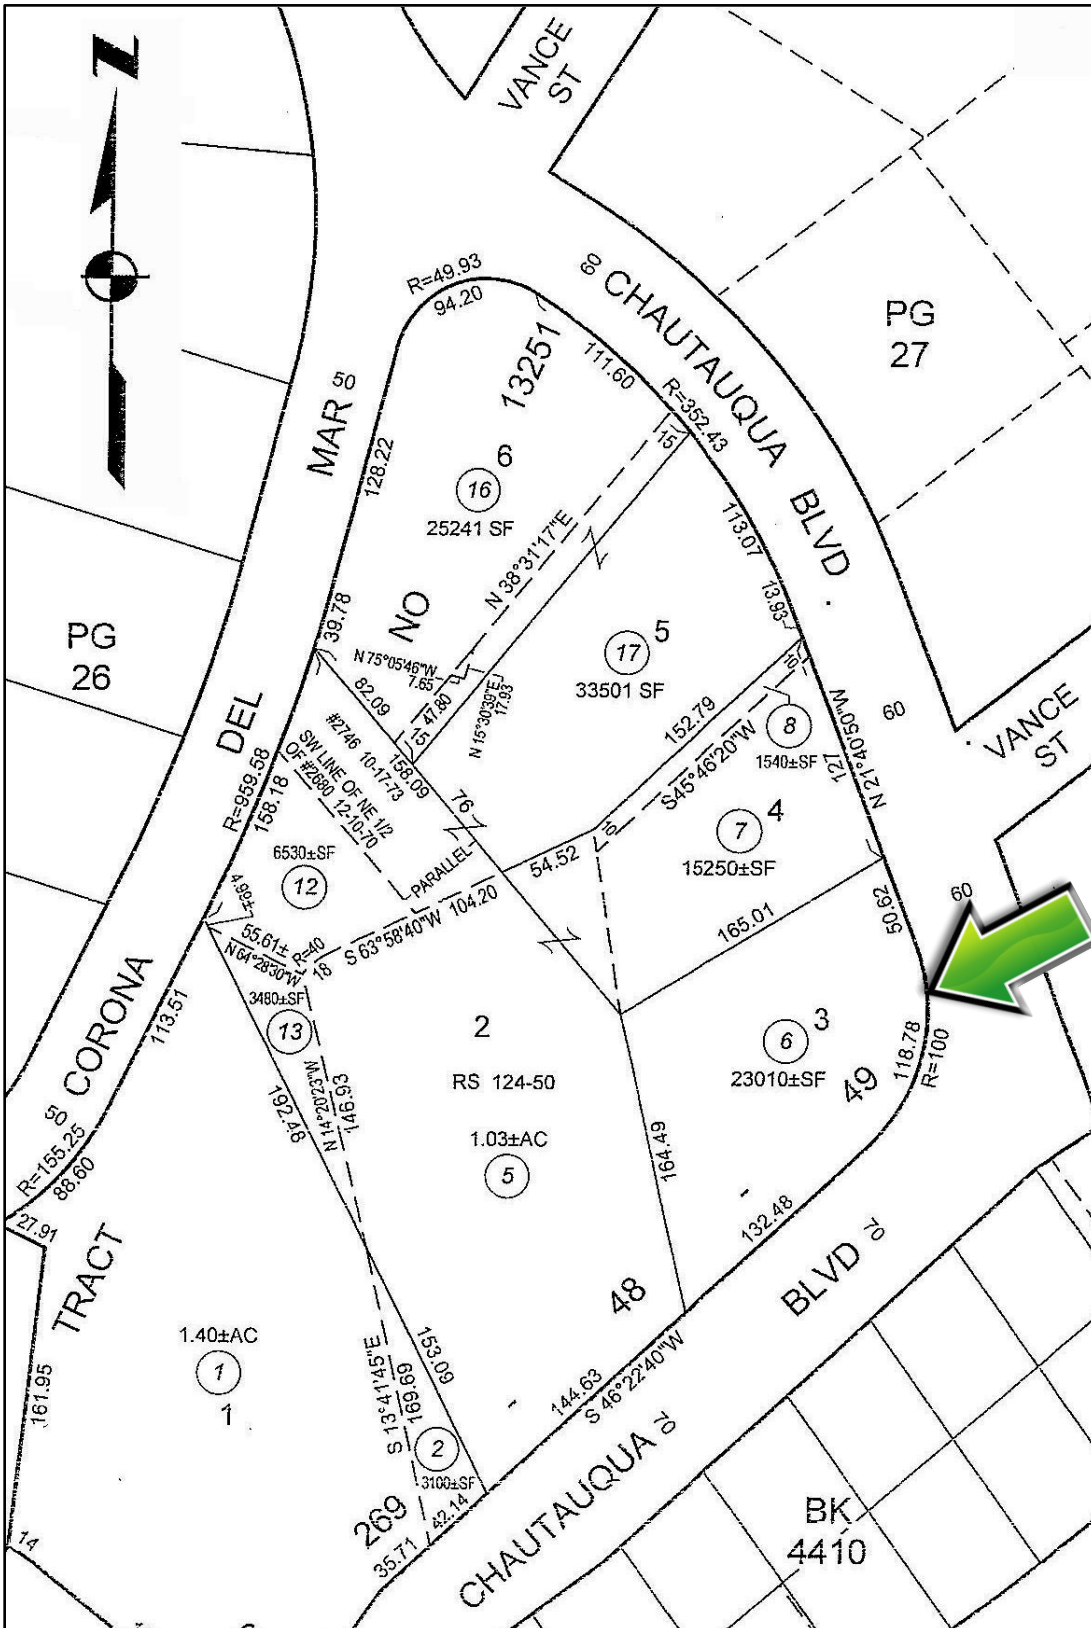 Z
VANCE
ST
R=49.93
94.20
60
CHAUTAUQUA BLVD
PG
27
13251
111.60
R=352.43
MAR
50
128.22
6
16
25241 SF
15
N 38°31'17"E
113.07
13.93
NO
39.78
PG
26
N 75°05'46"W
7.65
5
17
33501 SF
82.09
47.80
N 15°30'39"E
17.93
15
10
DEL
#2746 10-17-73
158.09
SW LINE OF NE 1/2
OF #2680 12-10-70
152.79
S45°46'20"W
8
1540±SF
60
127
N 21°40'50"W
VANCE
ST
R=959.58
158.18
76
4
7
15250±SF
10
6530±SF
12
PARALLEL
54.52
4.99±
104.20
S 63°58'40"W
165.01
50.62
60
55.61±
N 64°28'30"W
R=40
18
CORONA
3480±SF
13
113.51
2
RS 124-50
3
6
23010±SF
118.78
R=100
49
50
N 14°20'23"W
146.93
192.48
1.03±AC
5
164.49
R=155.25
88.60
27.91
132.48
TRACT
BLVD
70
48
1.40±AC
1
1
161.95
S 13°41'45"E
169.69
153.09
144.63
S 46°22'40"W
2
3100±SF
70
CHAUTAUQUA
269
42.14
35.71
14
BK
4410